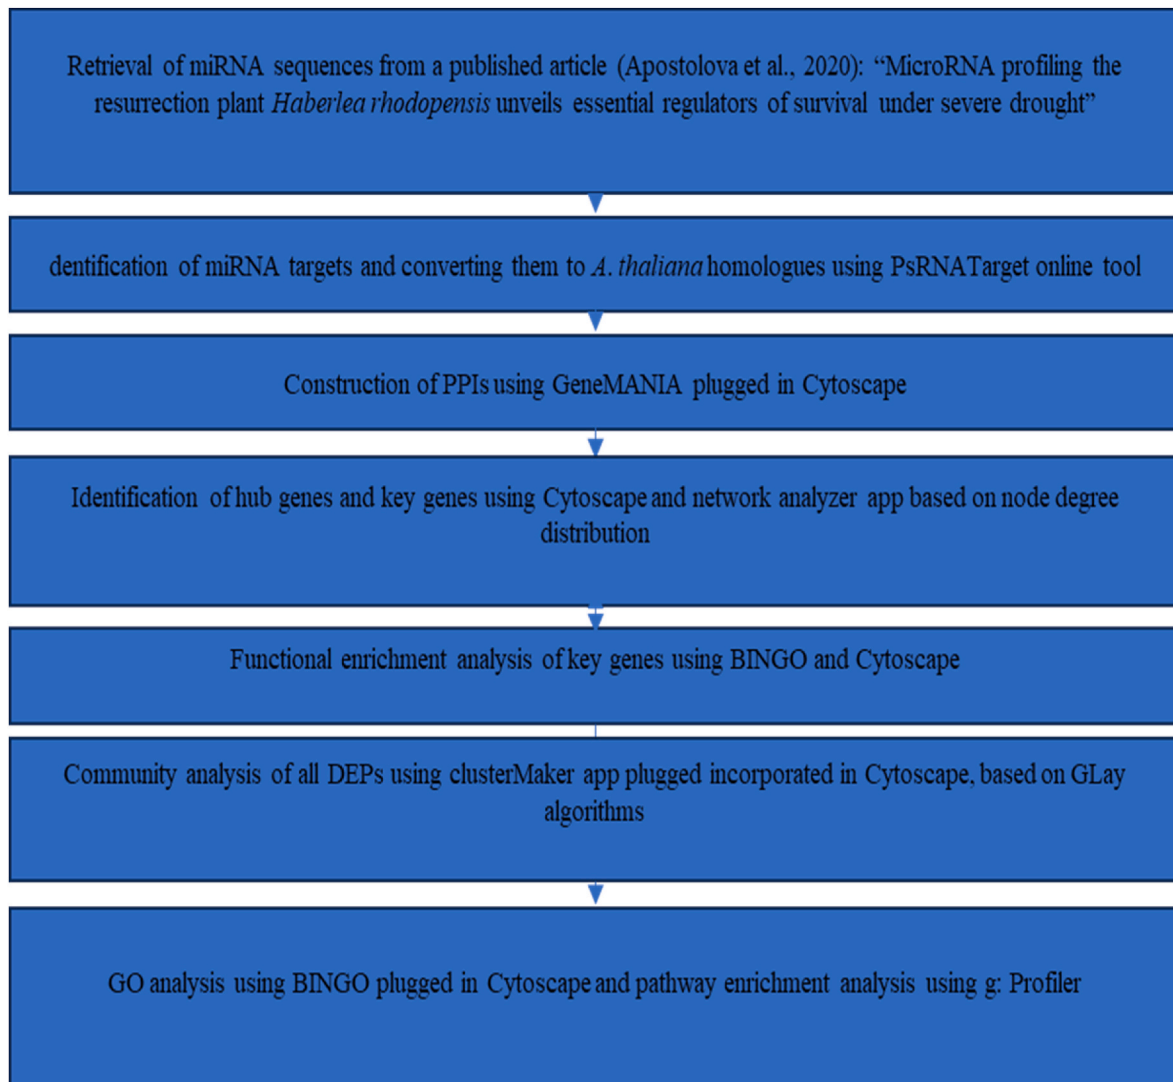 Retrieval of miRNA sequences from a published article (Apostolova et al., 2020): “MicroRNA profiling the
resurrection plant Haberlea rhodopensis unveils essential regulators of survival under severe drought”
dentification of miRNA targets and converting them to A. thaliana homologues using PsRNATarget online tool
Construction of PPIs using GeneMANIA plugged in Cytoscape
Identification of hub genes and key genes using Cytoscape and network analyzer app based on node degree
distribution
Functional enrichment analysis of key genes using BINGO and Cytoscape
Community analysis of all DEPs using clusterMaker app plugged incorporated in Cytoscape, based on GLay
algorithms
GO analysis using BINGO plugged in Cytoscape and pathway enrichment analysis using g: Profiler